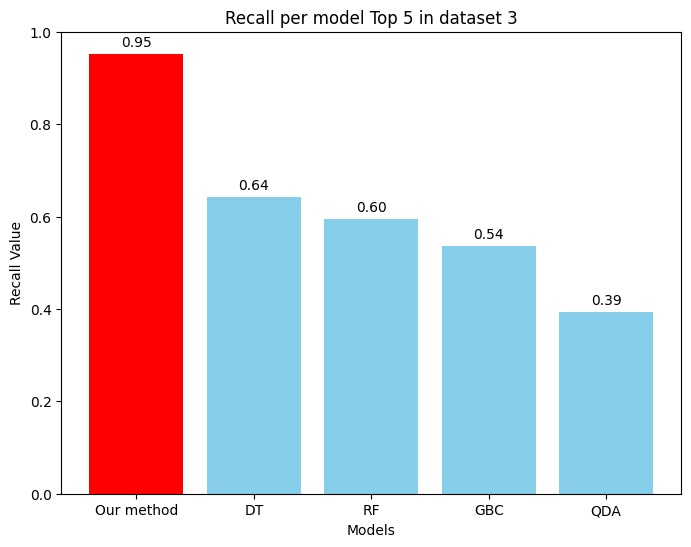 Recall per model Top 5 in dataset 3
1.0
0.8
0.6
0.4
0.2
0.0
Recall Value
0.95
0.64
0.60
0.54
0.39
Our method
DT
RF
GBC
QDA
Models